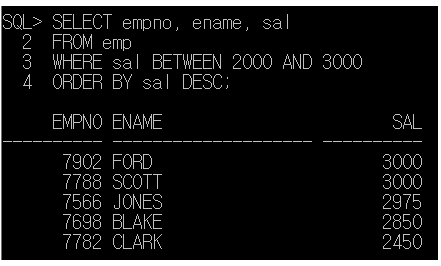 SQL> SELECT empno, ename, sal
2 FROM emp
3 WHERE sal BETWEEN 2000 AND 3000
4 ORDER BY sal DESC;
EMPNO ENAME SAL
---------- -------------------- ----------
7902 FORD 3000
7788 SCOTT 3000
7566 JONES 2975
7698 BLAKE 2850
7782 CLARK 2450